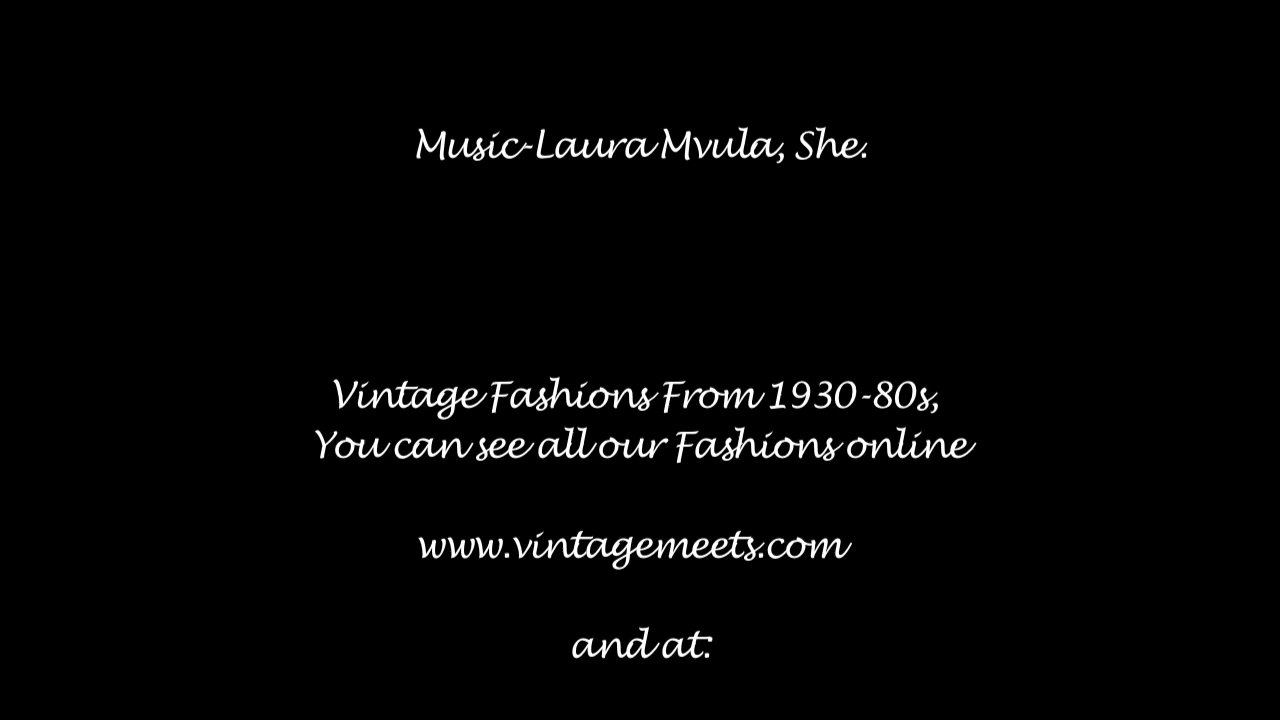 Music-Laura Mvula, She.
Vintage Fashions From 1930-80s,
You can see all our Fashions online
www.vintagemeets.com
and at: